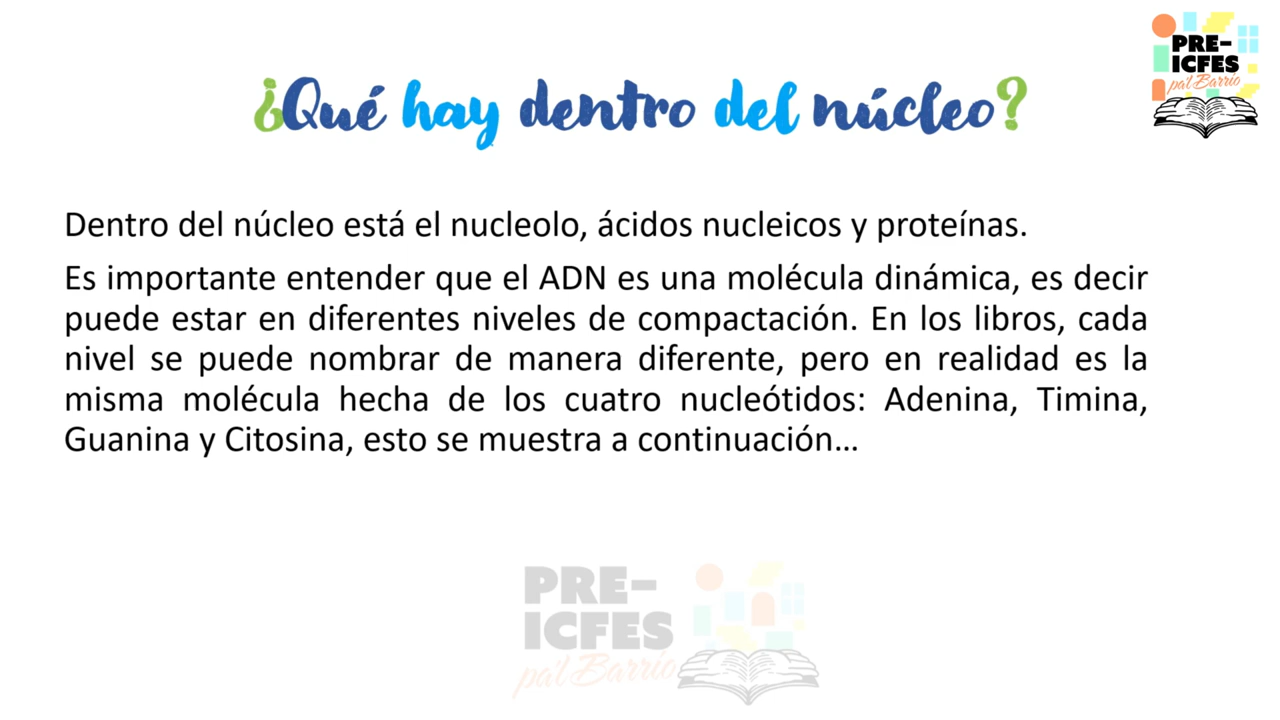 PRE-
ICFES
pa'l Barrio
¿Qué hay dentro del núcleo?
Dentro del núcleo está el nucleolo, ácidos nucleicos y proteínas.
Es importante entender que el ADN es una molécula dinámica, es decir
puede estar en diferentes niveles de compactación. En los libros, cada
nivel se puede nombrar de manera diferente, pero en realidad es la
misma molécula hecha de los cuatro nucleótidos: Adenina, Timina,
Guanina y Citosina, esto se muestra a continuación...
PRE-
ICFES
pa'l Barrio